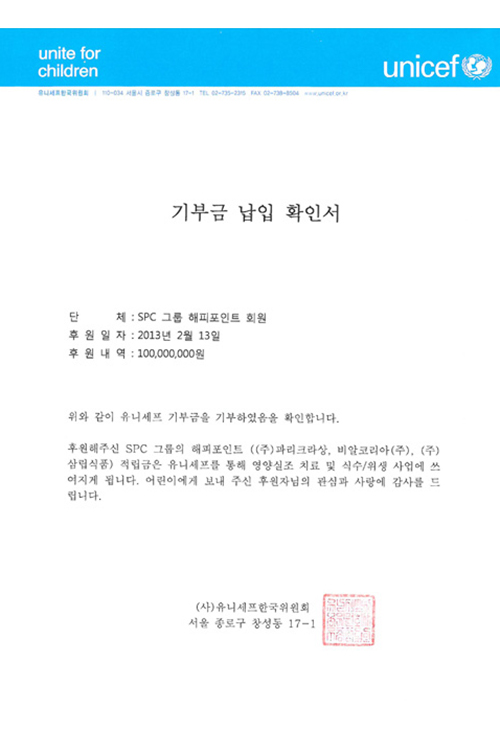 unite for
children
unicef
유니세프한국위원회 | 110-034 서울시 종로구 창성동 17-1 TEL 02-735-2315 FAX 02-738-8504 www.unicef.or.kr
기부금 납입 확인서
단 체 : SPC 그룹 해피포인트 회원
후 원 일 자 : 2013년 2월 13일
후 원 내 역 : 100,000,000원
위와 같이 유니세프 기부금을 기부하였음을 확인합니다.
후원해주신 SPC 그룹의 해피포인트 ((주)파리크라상, 비알코리아(주), (주)
삼립식품) 적립금은 유니세프를 통해 영양실조 치료 및 식수/위생 사업에 쓰
여지게 됩니다. 어린이에게 보내 주신 후원자님의 관심과 사랑에 감사를 드
립니다.
(사)유니세프한국위원회
서울 종로구 창성동 17-1